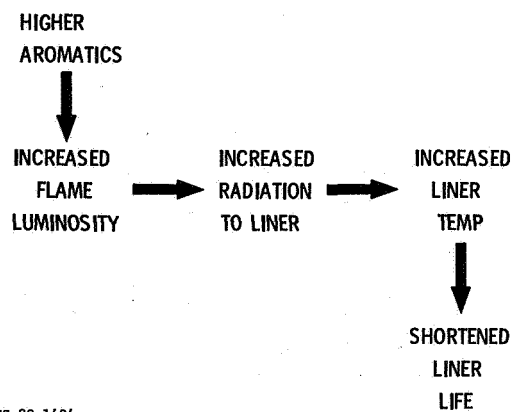 HIGHER
AROMATICS
INCREASED
FLAME
LUMINOSITY
INCREASED
RADIATION
TO LINER
INCREASED
LINER
TEMP
SHORTENED
LINER
LIFE